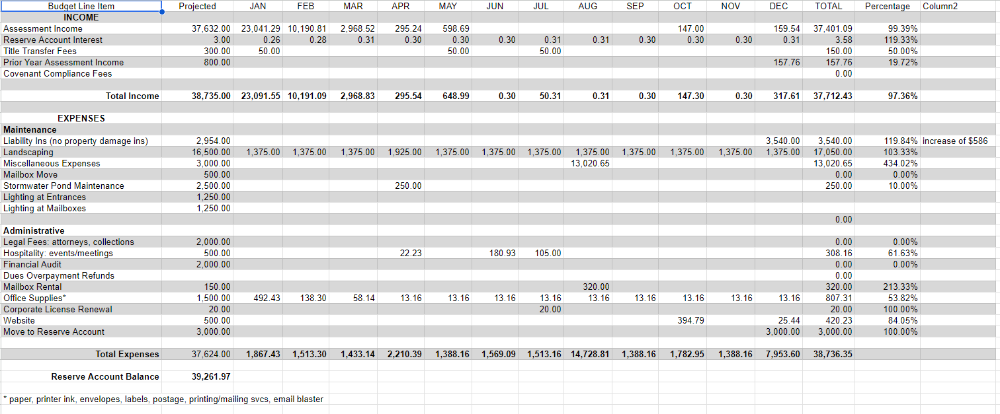 Budget Line Item Projected JAN FEB MAR APR MAY JUN JUL AUG SEP OCT NOV DEC TOTAL Percentage Column2
INCOME
Assessment Income 37,632.00 23,041.29 10,190.81 2,968.52 295.24 598.69 147.00 159.54 37,401.09 99.39%
Reserve Account Interest 3.00 0.26 0.28 0.31 0.30 0.30 0.30 0.31 0.31 0.30 0.30 0.30 0.31 3.58 119.33%
Title Transfer Fees 300.00 50.00 50.00 50.00 150.00 50.00%
Prior Year Assessment Income 800.00 157.76 157.76 19.72%
Covenant Compliance Fees 0.00
Total Income 38,735.00 23,091.55 10,191.09 2,968.83 295.54 648.99 0.30 50.31 0.31 0.30 147.30 0.30 317.61 37,712.43 97.36%
EXPENSES
Maintenance
Liability Ins (no property damage ins) 2,954.00 3,540.00 3,540.00 119.84% increase of $586
Landscaping 16,500.00 1,375.00 1,375.00 1,375.00 1,925.00 1,375.00 1,375.00 1,375.00 1,375.00 1,375.00 1,375.00 1,375.00 1,375.00 17,050.00 103.33%
Miscellaneous Expenses 3,000.00 13,020.65 13,020.65 434.02%
Mailbox Move 500.00 0.00 0.00%
Stormwater Pond Maintenance 2,500.00 250.00 250.00 10.00%
Lighting at Entrances 1,250.00
Lighting at Mailboxes 1,250.00
0.00
Administrative
Legal Fees: attorneys, collections 2,000.00 0.00 0.00%
Hospitality: events/meetings 500.00 22.23 180.93 105.00 308.16 61.63%
Financial Audit 2,000.00 0.00 0.00%
Dues Overpayment Refunds 0.00
Mailbox Rental 150.00 320.00 320.00 213.33%
Office Supplies* 1,500.00 492.43 138.30 58.14 13.16 13.16 13.16 13.16 13.16 13.16 13.16 13.16 13.16 807.31 53.82%
Corporate License Renewal 20.00 20.00 20.00 100.00%
Website 500.00 394.79 25.44 420.23 84.05%
Move to Reserve Account 3,000.00 3,000.00 3,000.00 100.00%
Total Expenses 37,624.00 1,867.43 1,513.30 1,433.14 2,210.39 1,388.16 1,569.09 1,513.16 14,728.81 1,388.16 1,782.95 1,388.16 7,953.60 38,736.35
Reserve Account Balance 39,261.97
* paper, printer ink, envelopes, labels, postage, printing/mailing svcs, email blaster